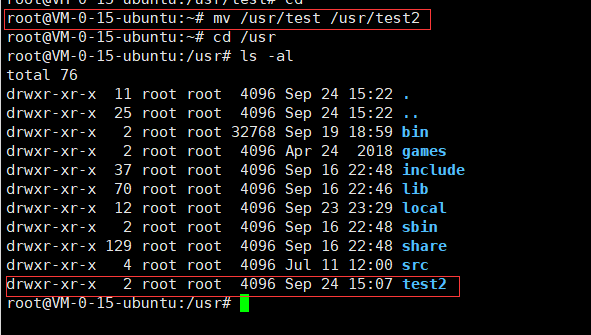 root@VM-0-15-ubuntu:/usr/test# cd
root@VM-0-15-ubuntu:~# mv /usr/test /usr/test2
root@VM-0-15-ubuntu:~# cd /usr
root@VM-0-15-ubuntu:/usr# ls -al
total 76
drwxr-xr-x  11 root root  4096 Sep 24 15:22 .
drwxr-xr-x  25 root root  4096 Sep 24 15:22 ..
drwxr-xr-x   2 root root 32768 Sep 19 18:59 bin
drwxr-xr-x   2 root root  4096 Apr 24  2018 games
drwxr-xr-x  37 root root  4096 Sep 16 22:48 include
drwxr-xr-x  70 root root  4096 Sep 16 22:46 lib
drwxr-xr-x  12 root root  4096 Sep 23 23:29 local
drwxr-xr-x   2 root root  4096 Sep 16 22:48 sbin
drwxr-xr-x 129 root root  4096 Sep 16 22:48 share
drwxr-xr-x   4 root root  4096 Jul 11 12:00 src
drwxr-xr-x   2 root root  4096 Sep 24 15:07 test2
root@VM-0-15-ubuntu:/usr#